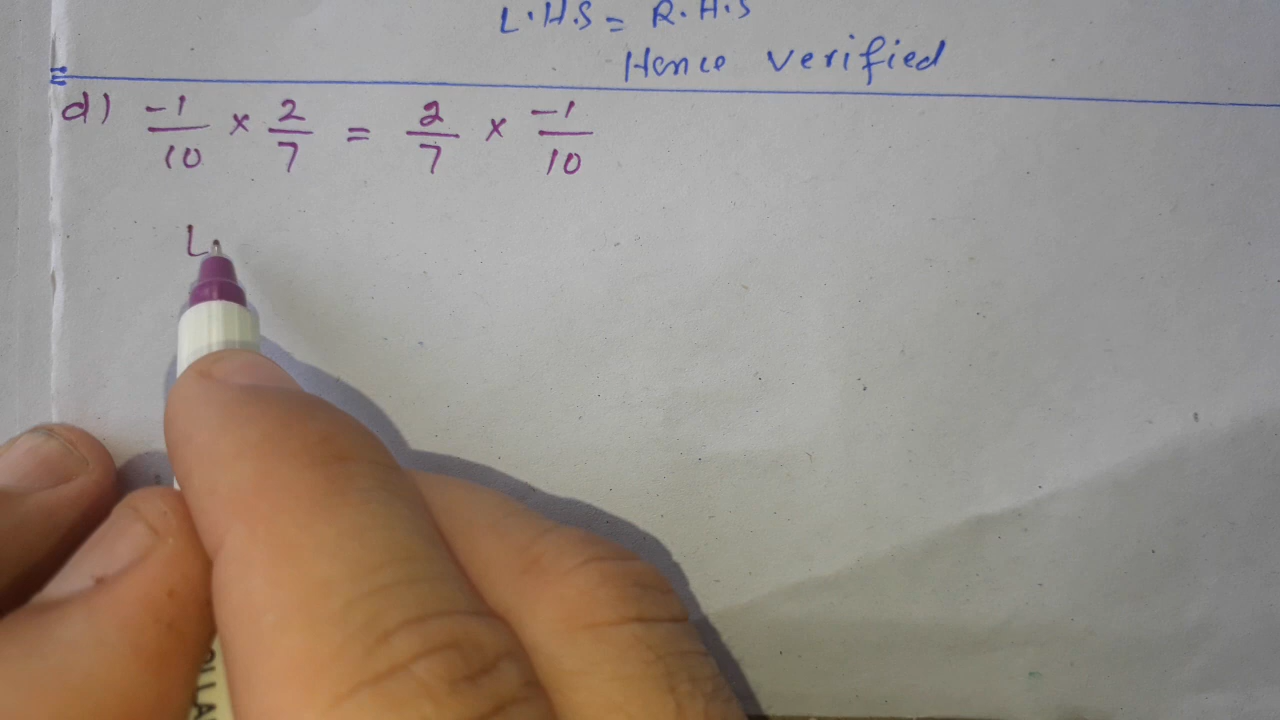 L.H.S = R.H.S
Hence verified
d) -1/10 × 2/7 = 2/7 × -1/10
L